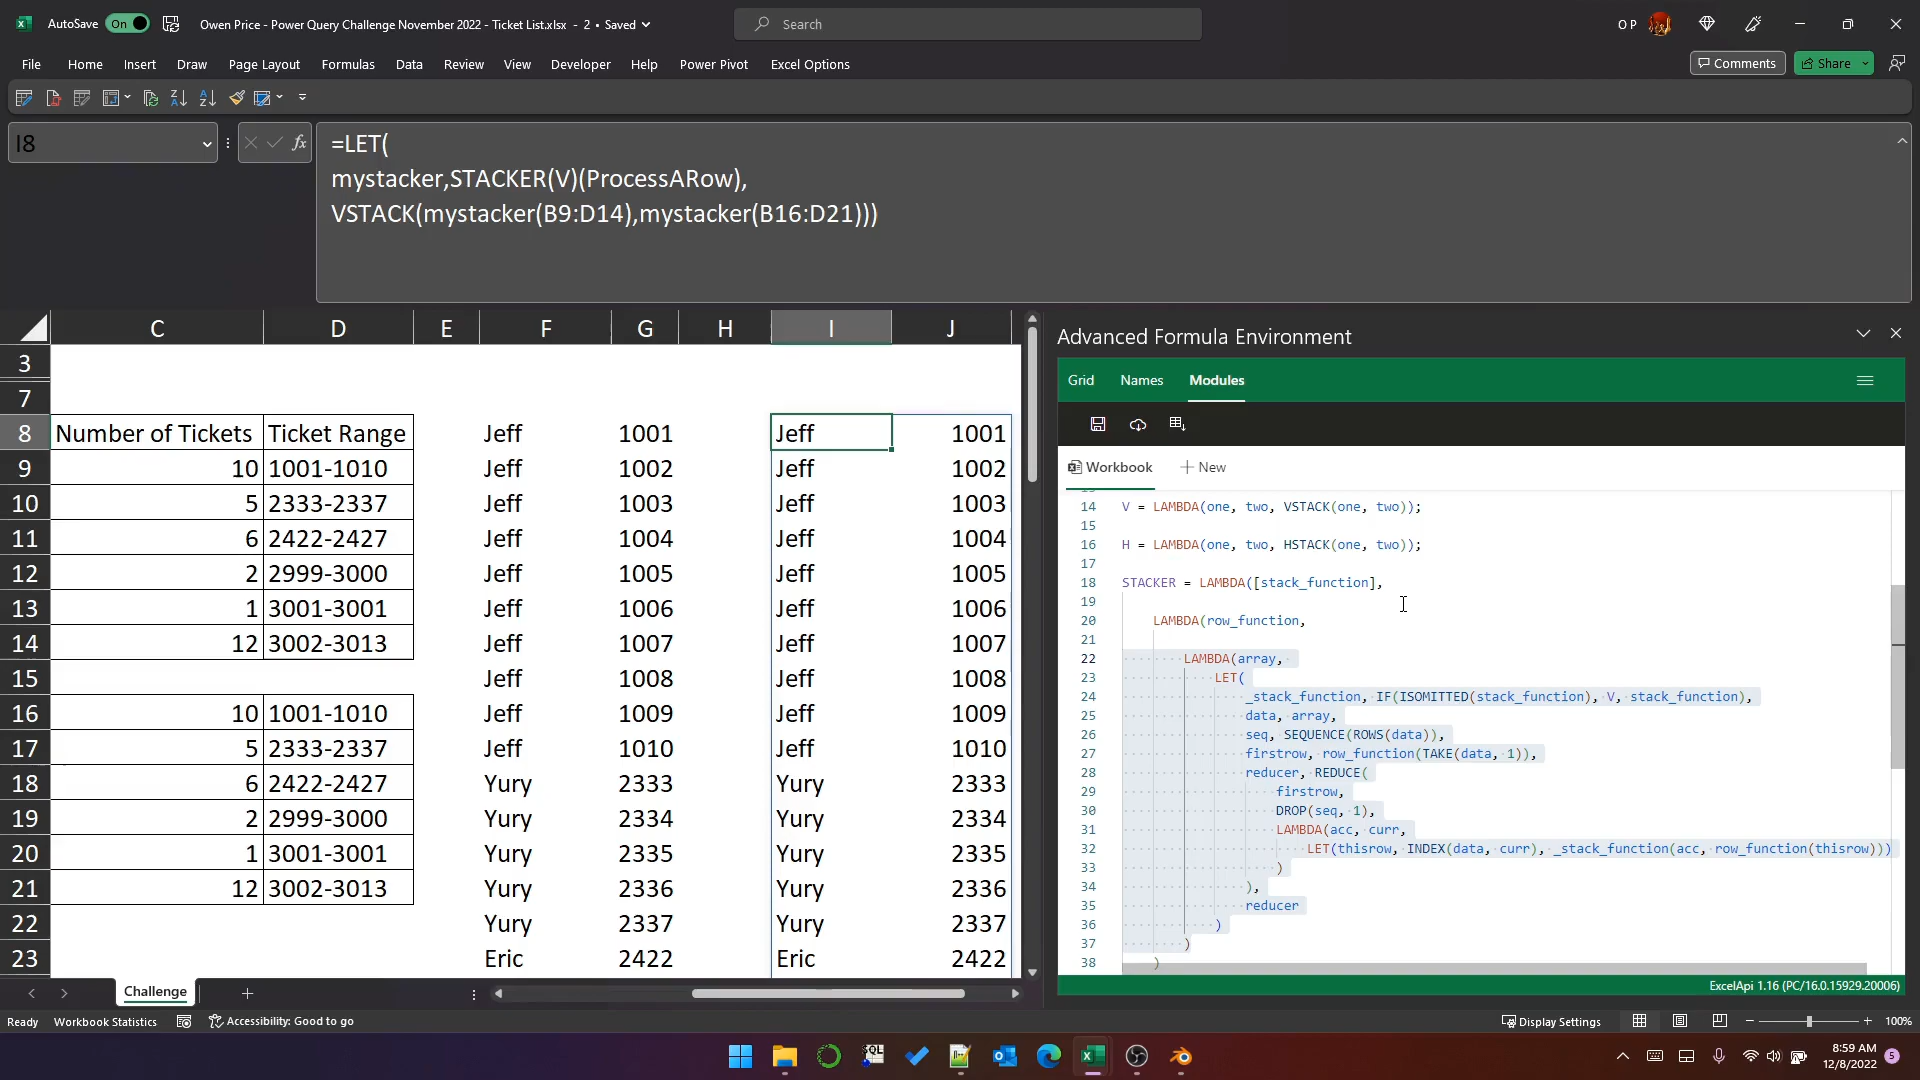 AutoSave On Owen Price - Power Query Challenge November 2022 - Ticket List.xlsx - 2 • Saved Search O P
File Home Insert Draw Page Layout Formulas Data Review View Developer Help Power Pivot Excel Options Comments Share
I8 fx =LET(
mystacker,STACKER(V)(ProcessARow),
VSTACK(mystacker(B9:D14),mystacker(B16:D21)))
C D E F G H I J
3
7
8 Number of Tickets Ticket Range Jeff 1001 Jeff 1001
9 10 1001-1010 Jeff 1002 Jeff 1002
10 5 2333-2337 Jeff 1003 Jeff 1003
11 6 2422-2427 Jeff 1004 Jeff 1004
12 2 2999-3000 Jeff 1005 Jeff 1005
13 1 3001-3001 Jeff 1006 Jeff 1006
14 12 3002-3013 Jeff 1007 Jeff 1007
15 Jeff 1008 Jeff 1008
16 10 1001-1010 Jeff 1009 Jeff 1009
17 5 2333-2337 Jeff 1010 Jeff 1010
18 6 2422-2427 Yury 2333 Yury 2333
19 2 2999-3000 Yury 2334 Yury 2334
20 1 3001-3001 Yury 2335 Yury 2335
21 12 3002-3013 Yury 2336 Yury 2336
22 Yury 2337 Yury 2337
23 Eric 2422 Eric 2422
Advanced Formula Environment
Grid Names Modules
Workbook + New
14 V = LAMBDA(one, two, VSTACK(one, two));
15
16 H = LAMBDA(one, two, HSTACK(one, two));
17
18 STACKER = LAMBDA([stack_function],
19
20 LAMBDA(row_function,
21
22 LAMBDA(array,
23 LET(
24 _stack_function, IF(ISOMITTED(stack_function), V, stack_function),
25 data, array,
26 seq, SEQUENCE(ROWS(data)),
27 firstrow, row_function(TAKE(data, 1)),
28 reducer, REDUCE(
29 firstrow,
30 DROP(seq, 1),
31 LAMBDA(acc, curr,
32 LET(thisrow, INDEX(data, curr), _stack_function(acc, row_function(thisrow)))
33 )
34 ),
35 reducer
36 )
37 )
38 )
ExcelApi 1.16 (PC/16.0.15929.20006)
Challenge
Ready Workbook Statistics Accessibility: Good to go Display Settings 100%
SQL
8:59 AM
12/8/2022 5